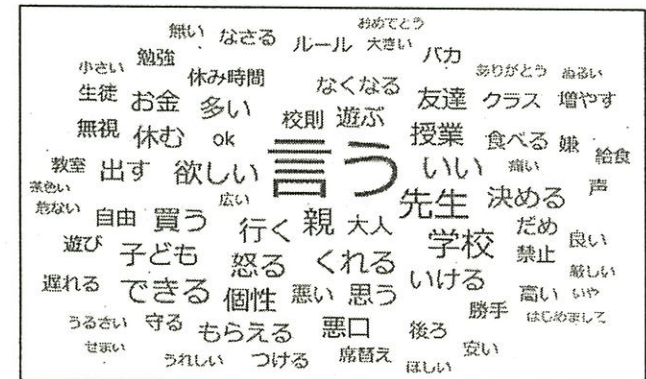 おめでとう
無い なさる ルール 大きい バカ
小さい 勉強 ありがとう ぬるい
休み時間 なくなる
生徒 お金 多い 友達 クラス 増やす
無視 休む ok 校則 遊ぶ 授業 食べる 嫌 給食
教室 出す 欲しい 言う いい 痛い
茶色い 広い 先生 決める 声
危ない 自由 買う 行く 親 大人 だめ
遊び 子ども 怒る くれる 学校 禁止 良い
厳しい
遅れる できる 個性 悪い 思う いける 高い いや
うるさい 守る もらえる 悪口 後ろ 勝手 はじめまして
せまい うれしい つける 席替え ほしい 安い